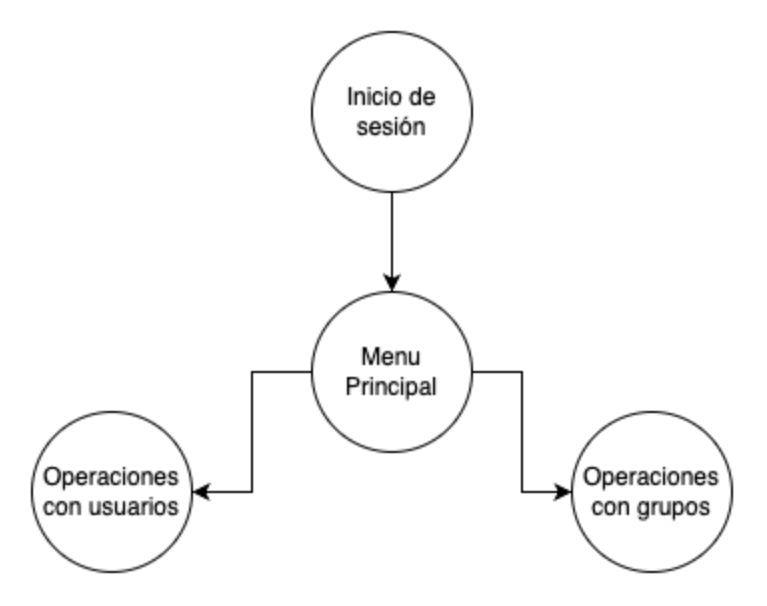 Inicio de
sesión
Menu
Principal
Operaciones
con usuarios
Operaciones
con grupos